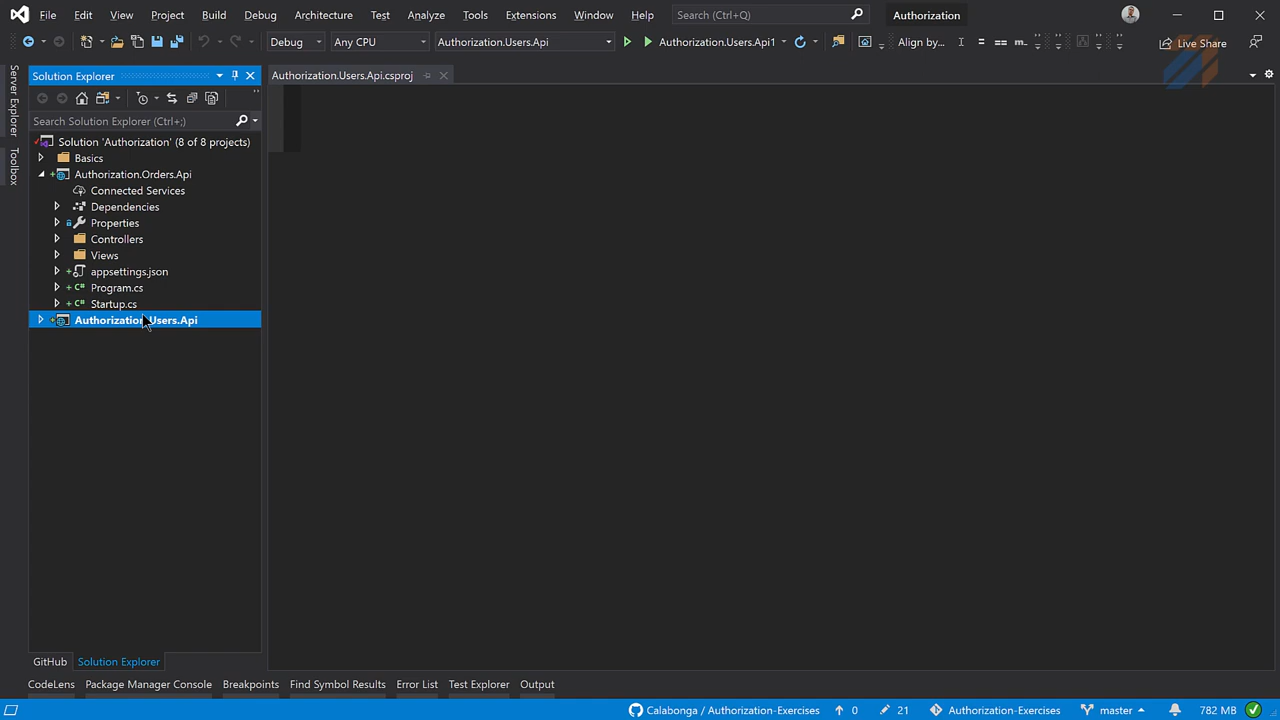 File Edit View Project Build Debug Architecture Test Analyze Tools Extensions Window Help Search (Ctrl+Q) Authorization
Debug Any CPU Authorization.Users.Api Authorization.Users.Api1 Align by... = == m... Live Share
Server Explorer
Toolbox
Solution Explorer
Authorization.Users.Api.csproj
Search Solution Explorer (Ctrl+;)
Solution 'Authorization' (8 of 8 projects)
Basics
Authorization.Orders.Api
Connected Services
Dependencies
Properties
Controllers
Views
appsettings.json
C# Program.cs
C# Startup.cs
Authorization.Users.Api
GitHub Solution Explorer
CodeLens Package Manager Console Breakpoints Find Symbol Results Error List Test Explorer Output
Calabonga / Authorization-Exercises 0 21 Authorization-Exercises master 782 MB